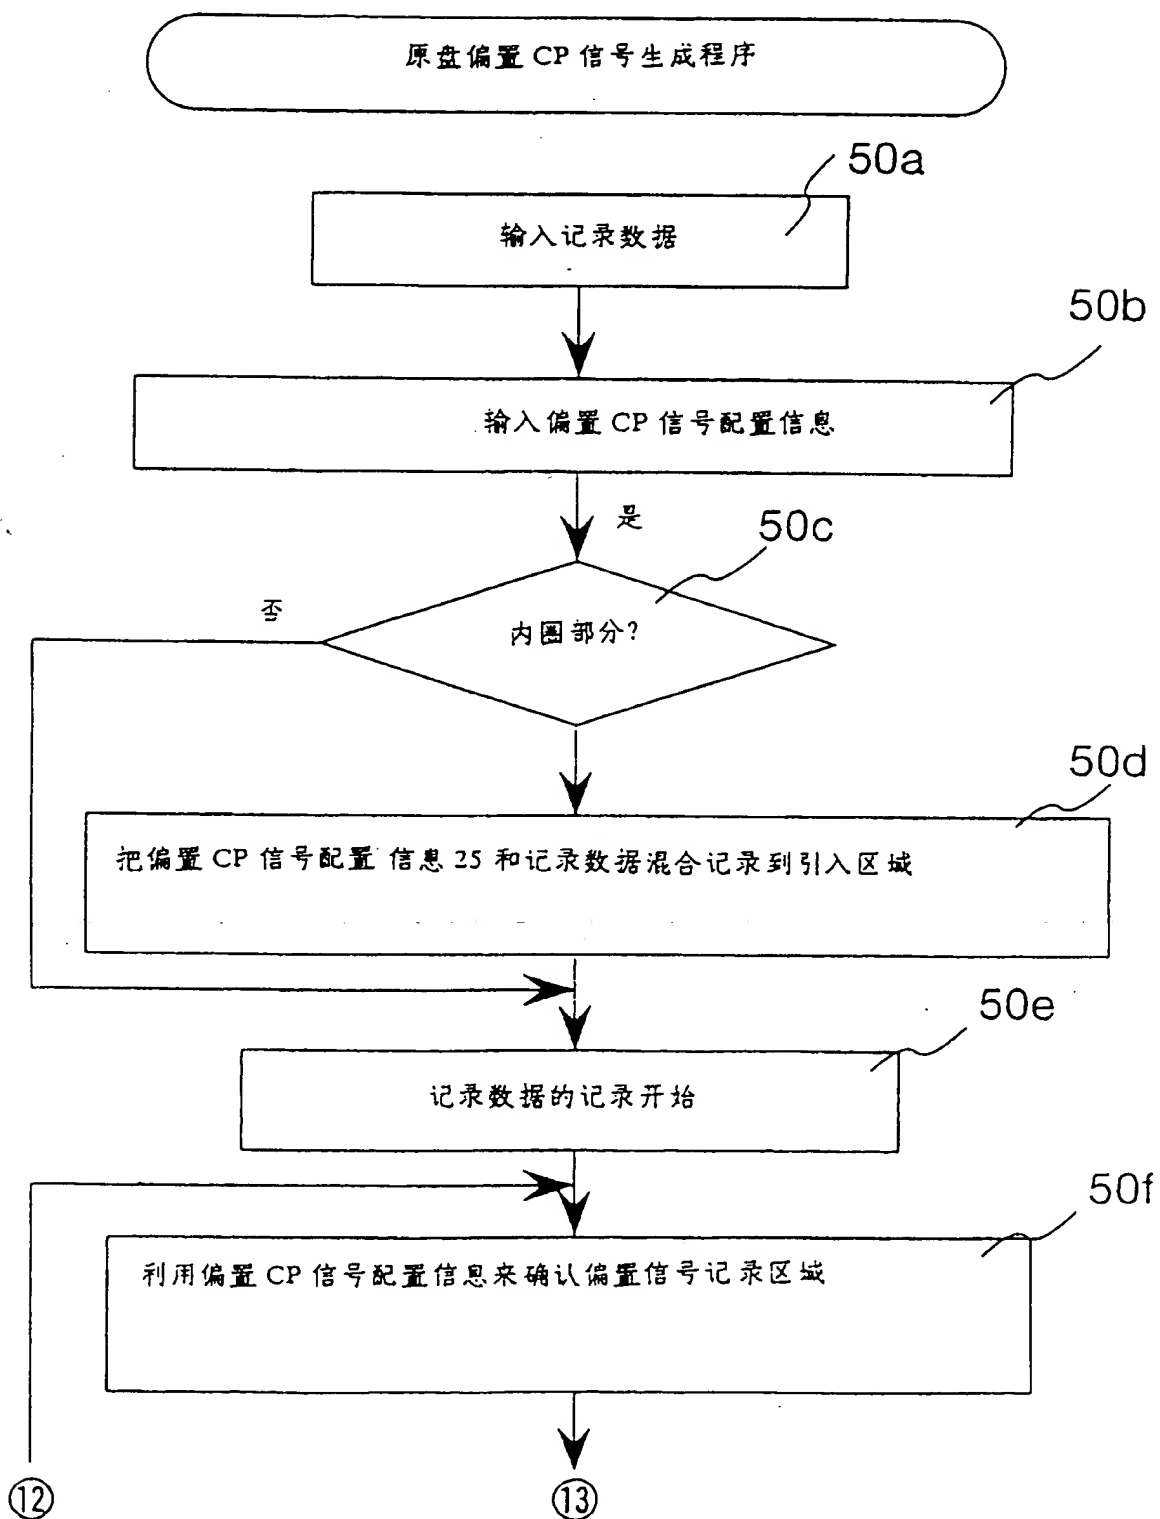 原盘偏置 CP 信号生成程序
50a
输入记录数据
50b
输入偏置 CP 信号配置信息
是
50c
否
内圈部分?
50d
把偏置 CP 信号配置 信息 25 和记录数据混合记录到引入区域
50e
记录数据的记录开始
50f
利用偏置 CP 信号配置信息来确认偏置信号记录区域
⑫
⑬